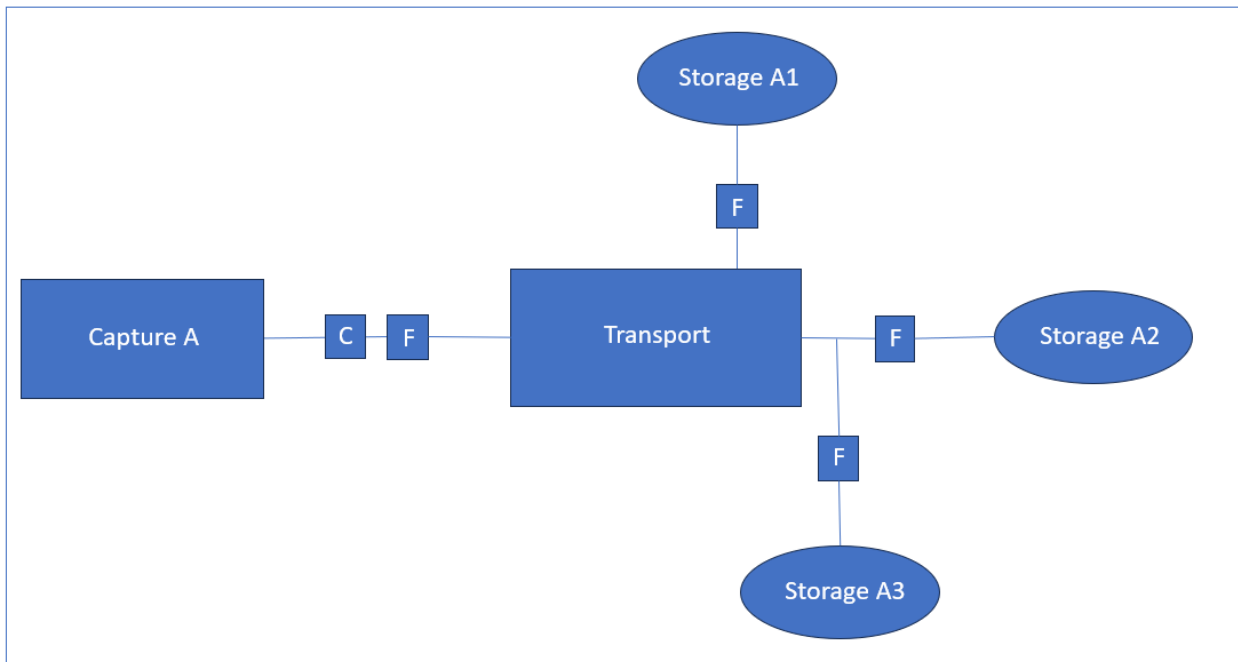 Storage A1
F
Capture A
C
F
Transport
F
Storage A2
F
Storage A3